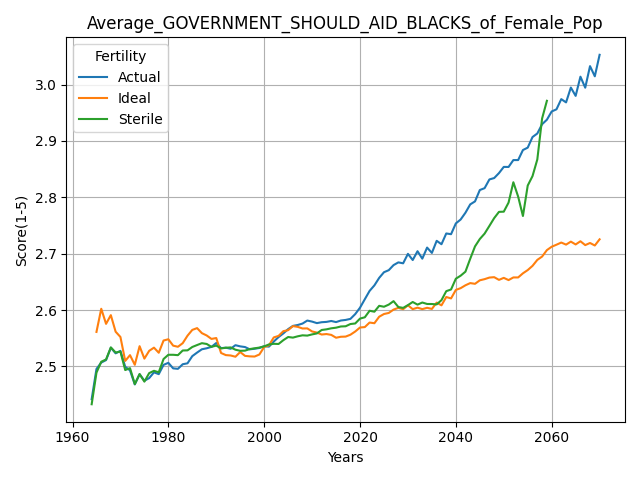 Average_GOVERNMENT_SHOULD_AID_BLACKS_of_Female_Pop
Fertility
Actual
Ideal
Sterile
Score(1-5)
3.0
2.9
2.8
2.7
2.6
2.5
1960 1980 2000 2020 2040 2060
Years